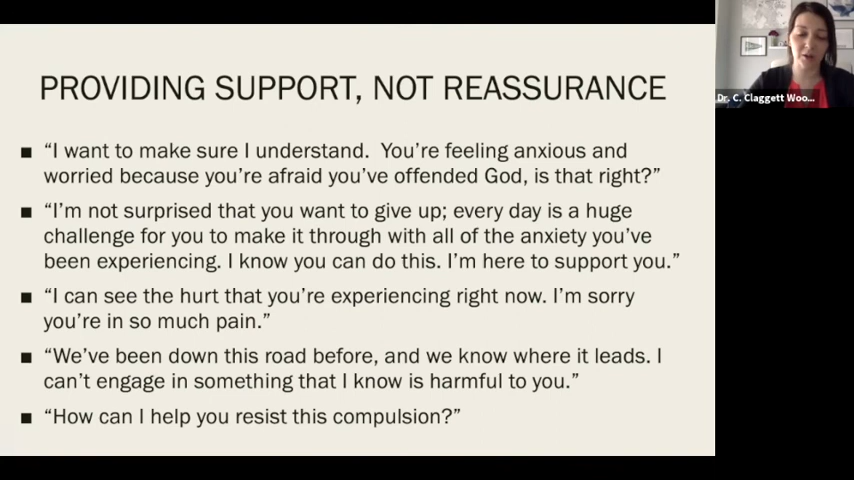 PROVIDING SUPPORT, NOT REASSURANCE
■ “I want to make sure I understand.  You’re feeling anxious and
worried because you’re afraid you’ve offended God, is that right?”
■ “I’m not surprised that you want to give up; every day is a huge
challenge for you to make it through with all of the anxiety you’ve
been experiencing. I know you can do this. I’m here to support you.”
■ “I can see the hurt that you’re experiencing right now. I’m sorry
you’re in so much pain.”
■ “We’ve been down this road before, and we know where it leads. I
can’t engage in something that I know is harmful to you.”
■ “How can I help you resist this compulsion?”
Dr. C. Claggett Woo...